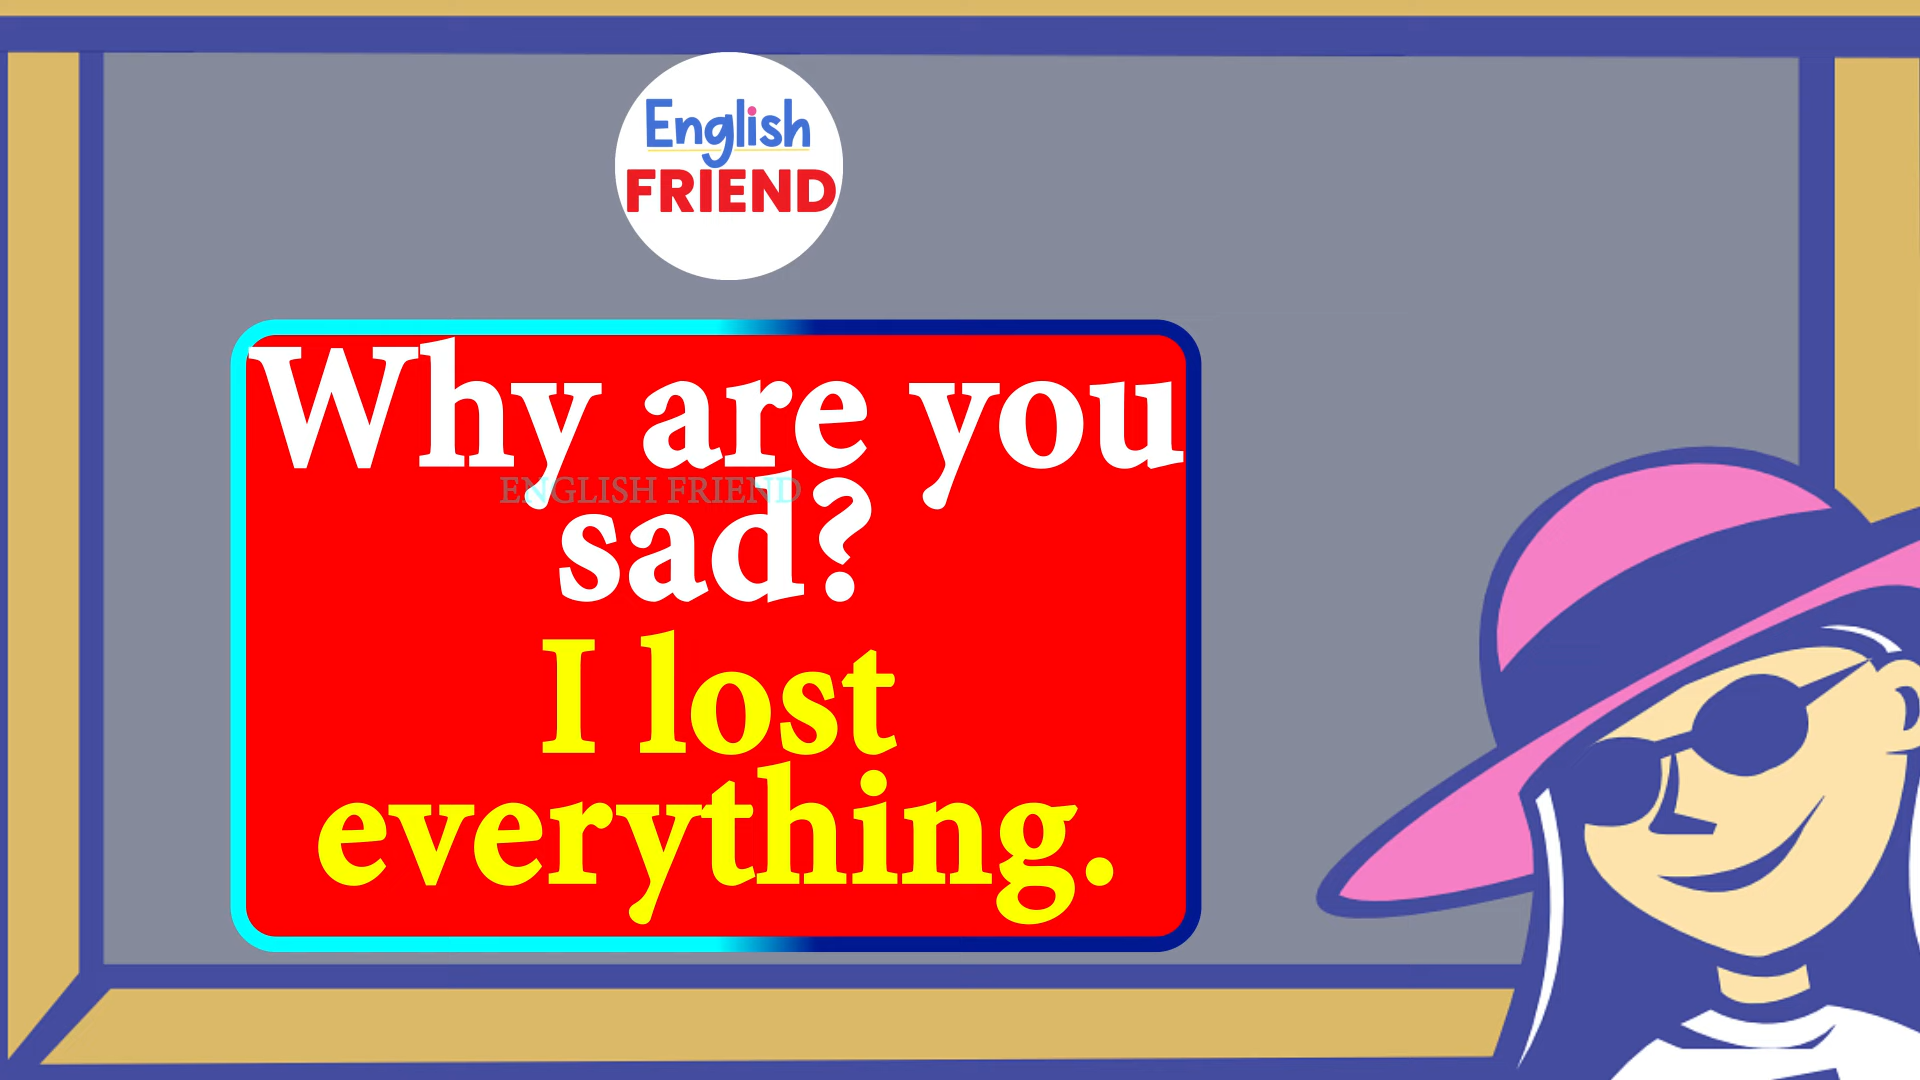 English
FRIEND
Why are you
ENGLISH FRIEND
sad?
I lost
everything.